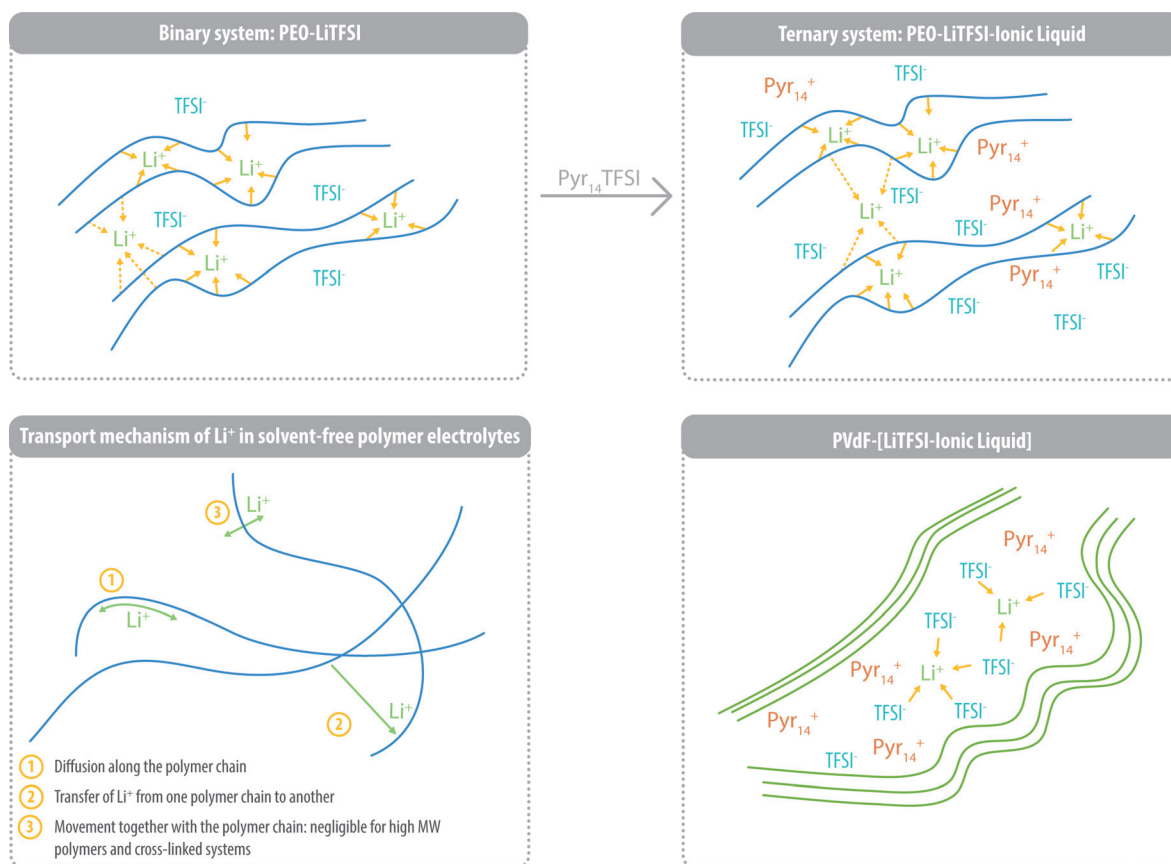 Binary system: PEO-LiTFSI
TFSI⁻
Li⁺
Li⁺
TFSI⁻
TFSI⁻
Li⁺
Li⁺
Li⁺
TFSI⁻
Pyr₁₄TFSI
Ternary system: PEO-LiTFSI-Ionic Liquid
TFSI⁻
Pyr₁₄⁺
TFSI⁻
Li⁺
Li⁺
Pyr₁₄⁺
TFSI⁻
Li⁺
Pyr₁₄⁺
TFSI⁻
Li⁺
TFSI⁻
Li⁺
Pyr₁₄⁺
TFSI⁻
TFSI⁻
TFSI⁻
Transport mechanism of Li⁺ in solvent-free polymer electrolytes
Li⁺
3
1
Li⁺
Li⁺
2
1 Diffusion along the polymer chain
2 Transfer of Li⁺ from one polymer chain to another
3 Movement together with the polymer chain: negligible for high MW
polymers and cross-linked systems
PVdF-[LiTFSI-Ionic Liquid]
Pyr₁₄⁺
TFSI⁻
TFSI⁻
Li⁺
TFSI⁻
Pyr₁₄⁺
Pyr₁₄⁺
Li⁺
TFSI⁻
TFSI⁻
TFSI⁻
Pyr₁₄⁺
Pyr₁₄⁺
TFSI⁻